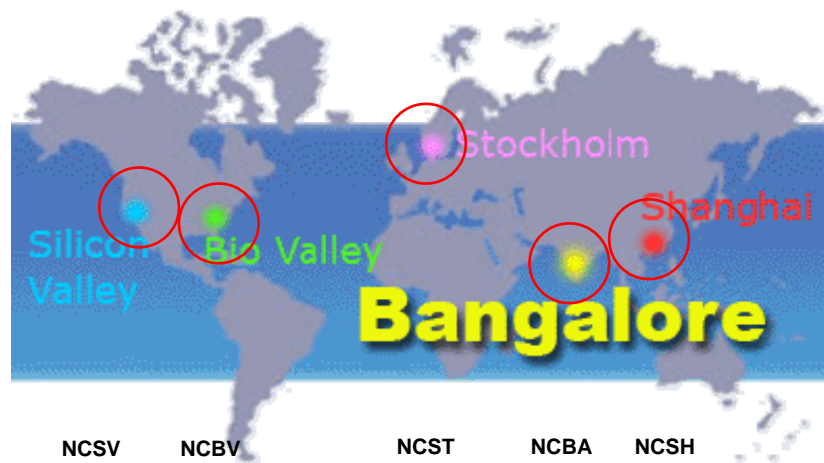 Stockholm
Shanghai
Silicon
Valley
Bio Valley
Bangalore
NCSV NCBV NCST NCBA NCSH